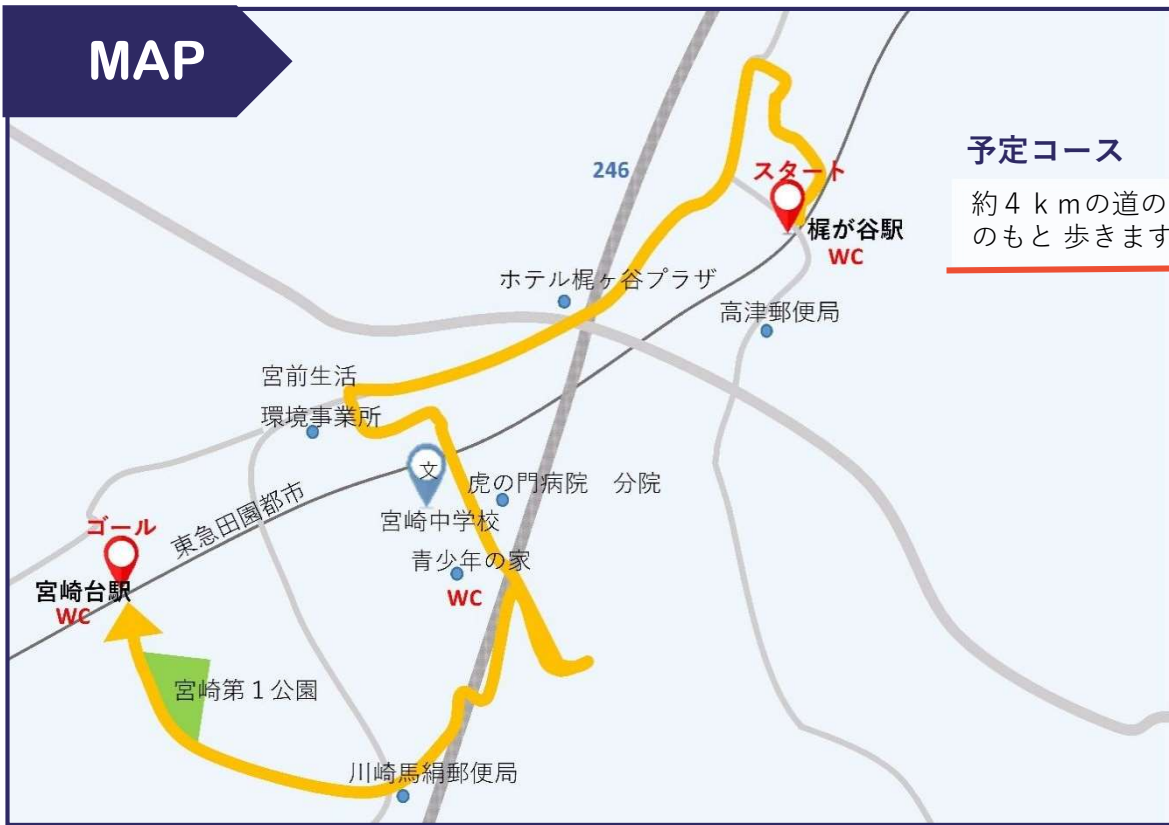 MAP
246
予定コース
約4kmの道の
のもと 歩きます
スタート
梶が谷駅
WC
ホテル梶ヶ谷プラザ
高津郵便局
宮前生活
環境事業所
文
虎の門病院 分院
宮崎中学校
東急田園都市
青少年の家
WC
ゴール
宮崎台駅
WC
宮崎第1公園
川崎馬絹郵便局